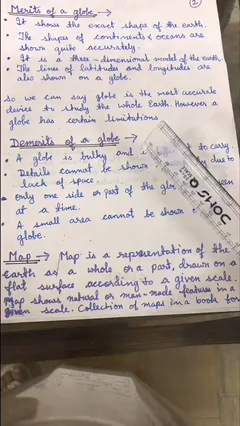 2
Merits of a globe →
• It shows the exact shape of the earth.
• The shapes of continents & oceans are
shown quite accurately.
• It is a three-dimensional model of the earth.
• The lines of latitudes and longitudes are
also shown on a globe.
So we can say globe is the most accurate
device to study the whole Earth. However a
globe has certain limitations
Demerits of a globe →
• A globe is bulky and to carry.
• Details cannot be shown due to
lack of space.
• Only one side or part of the
at a time.
• A small area cannot be shown
globe.
Map → Map is a representation of the
Earth as a whole or a part, drawn on a
flat surface according to a given scale.
Map shows natural or man-made features in a
given scale. Collection of maps in a book